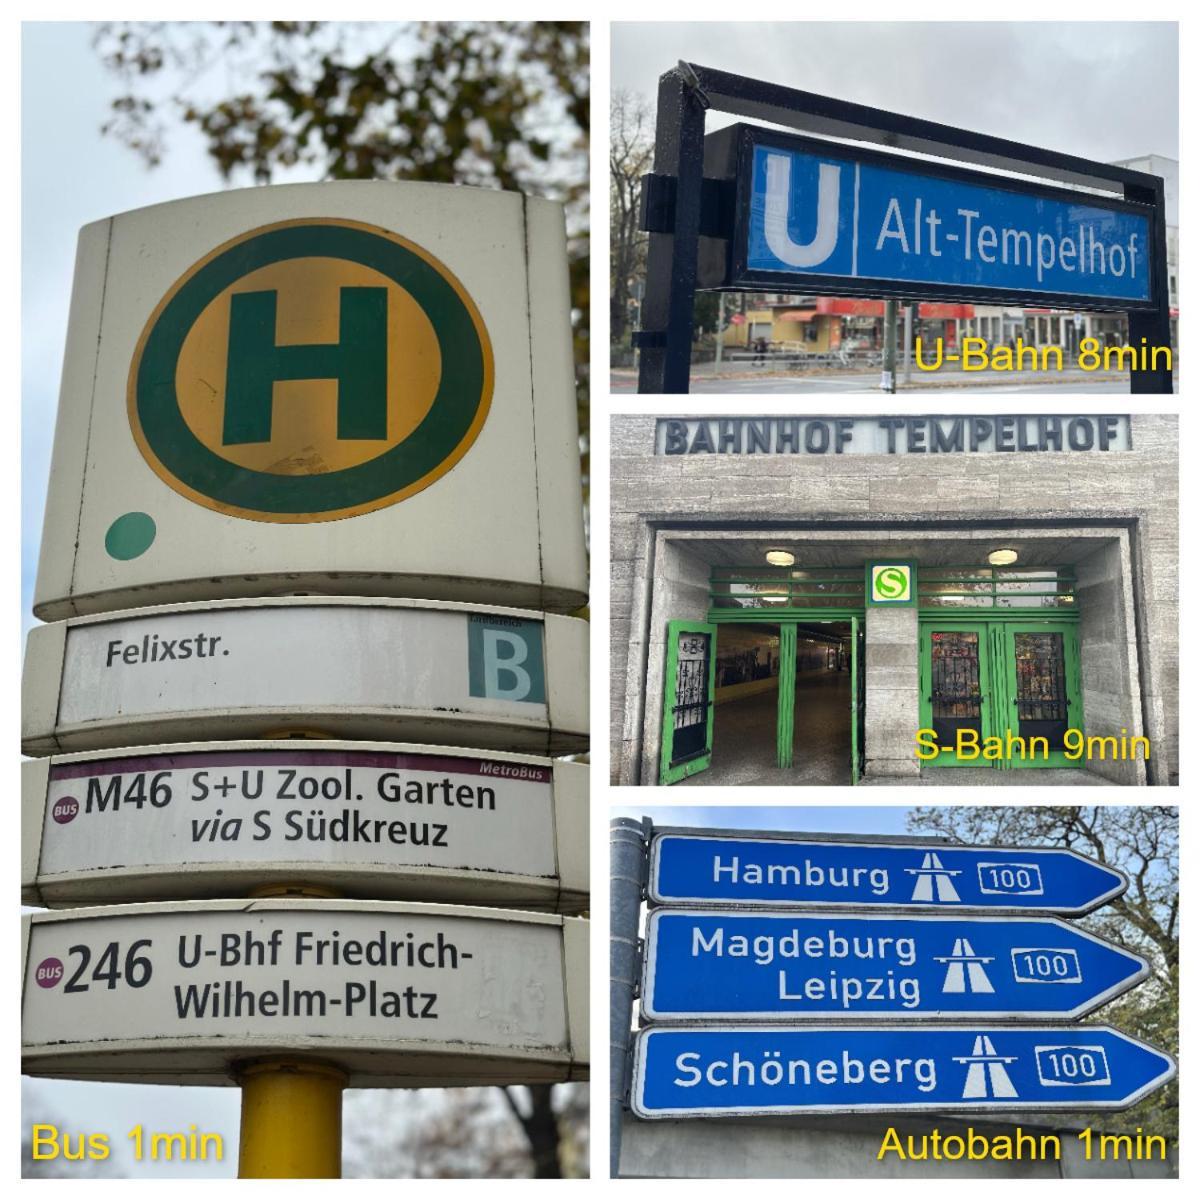 H
Felixstr.
Tarifbereich
B
MetroBus
BUS M46 S+U Zool. Garten
via S Südkreuz
BUS 246 U-Bhf Friedrich-
Wilhelm-Platz
Bus 1min
U Alt-Tempelhof
U-Bahn 8min
BAHNHOF TEMPELHOF
S
S-Bahn 9min
Hamburg 100
Magdeburg
Leipzig 100
Schöneberg 100
Autobahn 1min